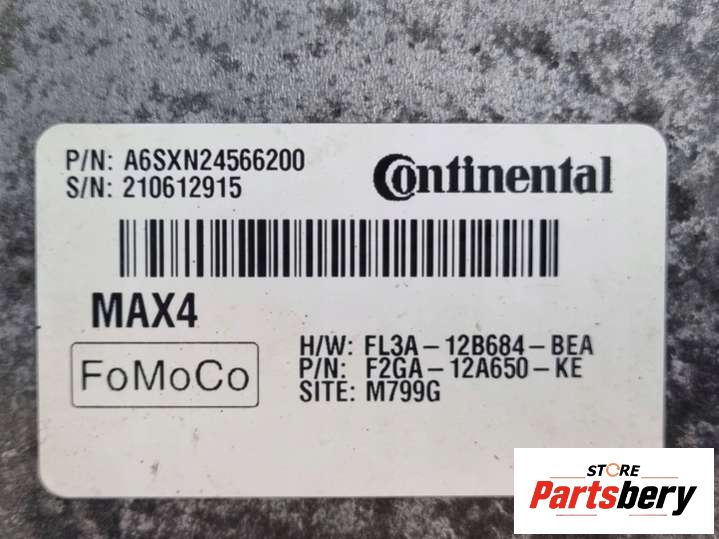 P/N: A6SXN24566200
S/N: 210612915
Continental
MAX4
FoMoCo
H/W: FL3A-12B684-BEA
P/N: F2GA-12A650-KE
SITE: M799G
STORE
Partsbery